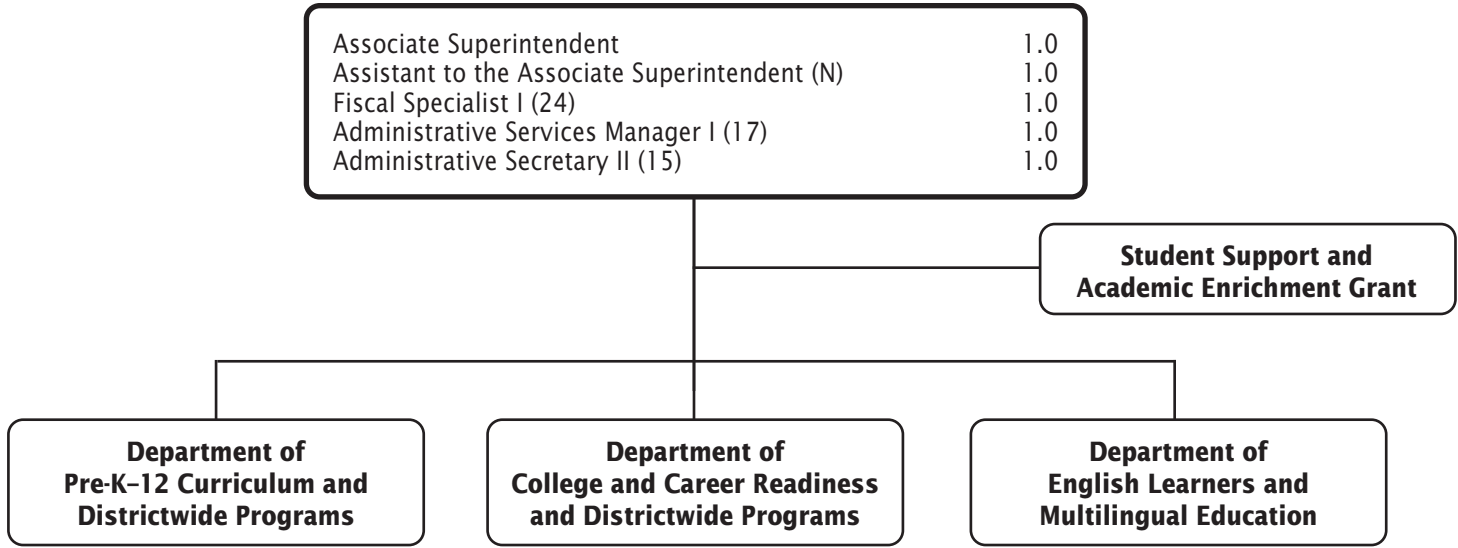 Associate Superintendent 1.0
Assistant to the Associate Superintendent (N) 1.0
Fiscal Specialist I (24) 1.0
Administrative Services Manager I (17) 1.0
Administrative Secretary II (15) 1.0
Student Support and
Academic Enrichment Grant
Department of
Pre-K–12 Curriculum and
Districtwide Programs
Department of
College and Career Readiness
and Districtwide Programs
Department of
English Learners and
Multilingual Education